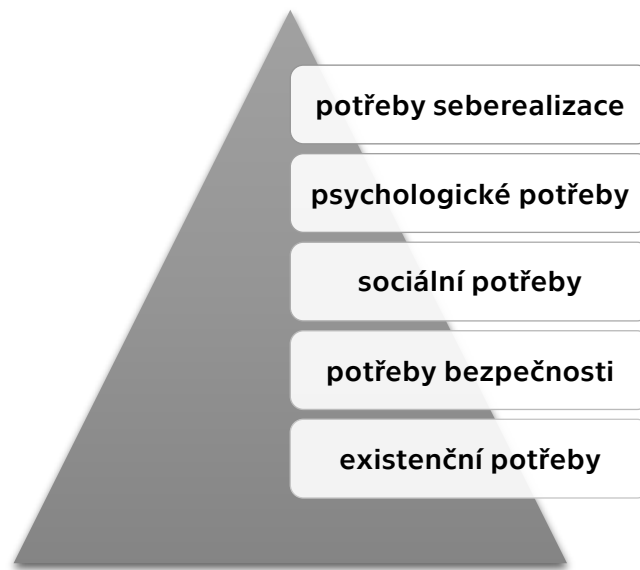 potřeby seberealizace
psychologické potřeby
sociální potřeby
potřeby bezpečnosti
existenční potřeby